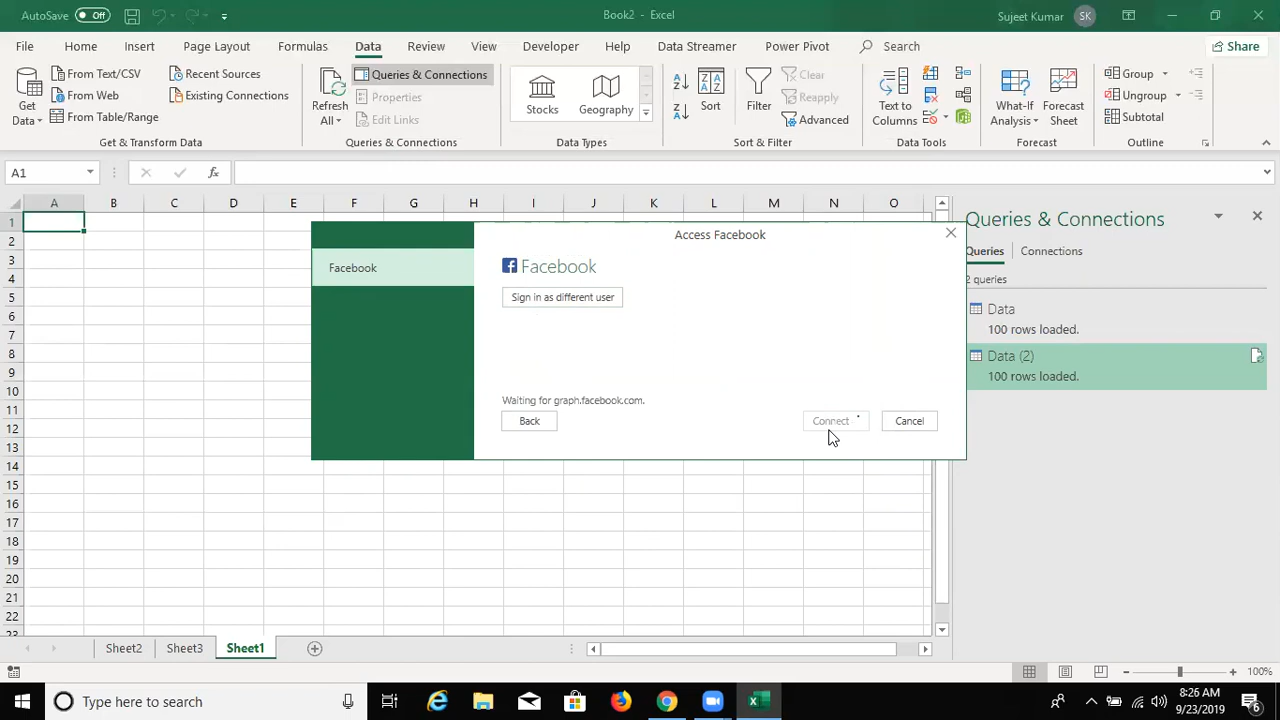 AutoSave Off
Book2 - Excel
Sujeet Kumar SK
File Home Insert Page Layout Formulas Data Review View Developer Help Data Streamer Power Pivot Search Share
Get Data
From Text/CSV
From Web
From Table/Range
Recent Sources
Existing Connections
Get & Transform Data
Refresh All
Queries & Connections
Properties
Edit Links
Queries & Connections
Stocks Geography
Data Types
Sort
Filter
Clear
Reapply
Advanced
Sort & Filter
Text to Columns
Data Tools
What-If Analysis
Forecast Sheet
Forecast
Group
Ungroup
Subtotal
Outline
A1 fx
A B C D E F G H I J K L M N O
1
2
3
4
5
6
7
8
9
10
11
12
13
14
15
16
17
18
19
20
21
22
23
Access Facebook
Facebook
Facebook
Sign in as different user
Waiting for graph.facebook.com.
Back Connect Cancel
Queries & Connections
Queries Connections
2 queries
Data
100 rows loaded.
Data (2)
100 rows loaded.
Sheet2 Sheet3 Sheet1
100%
Type here to search
8:26 AM
9/23/2019
6